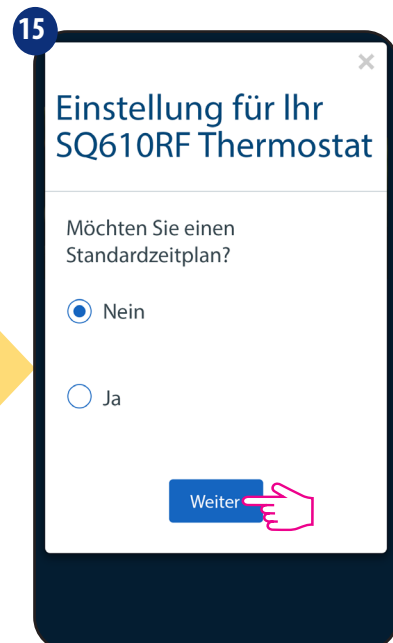 15
×
Einstellung für Ihr
SQ610RF Thermostat
Möchten Sie einen
Standardzeitplan?
Nein
Ja
Weiter